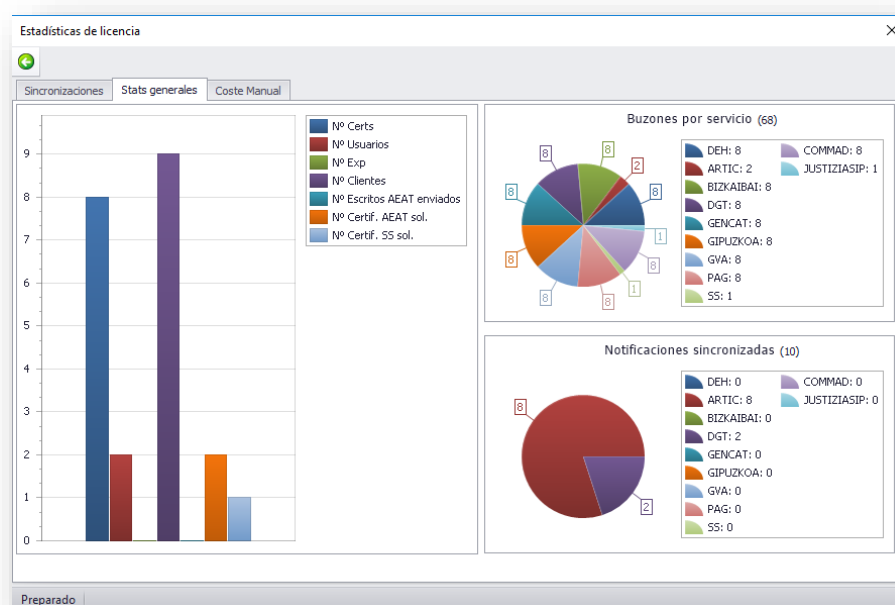 Estadísticas de licencia
Sincronizaciones
Stats generales
Coste Manual
9
8
7
6
5
4
3
2
1
0
Nº Certs
Nº Usuarios
Nº Exp
Nº Clientes
Nº Escritos AEAT enviados
Nº Certif. AEAT sol.
Nº Certif. SS sol.
Buzones por servicio (68)
8
8
2
8
8
8
8
8
1
8
1
DEH: 8
ARTIC: 2
BIZKAIBAI: 8
DGT: 8
GENCAT: 8
GIPUZKOA: 8
GVA: 8
PAG: 8
SS: 1
COMMAD: 8
JUSTIZIASIP: 1
Notificaciones sincronizadas (10)
8
2
DEH: 0
ARTIC: 8
BIZKAIBAI: 0
DGT: 2
GENCAT: 0
GIPUZKOA: 0
GVA: 0
PAG: 0
SS: 0
COMMAD: 0
JUSTIZIASIP: 0
Preparado